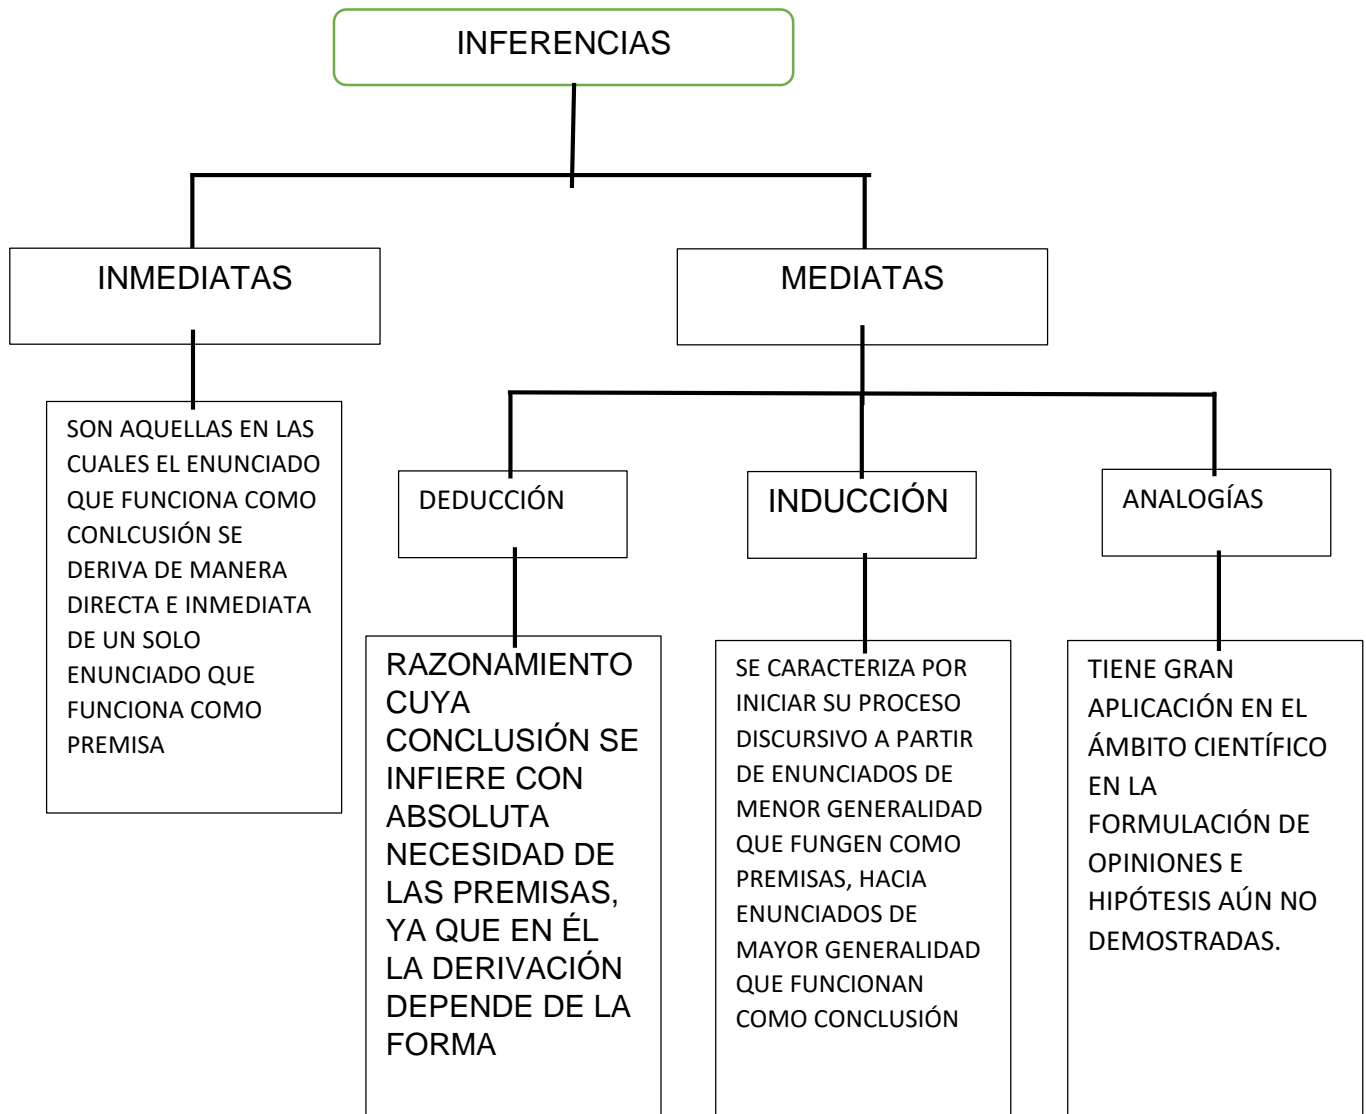 INFERENCIAS
INMEDIATAS
MEDIATAS
SON AQUELLAS EN LAS
CUALES EL ENUNCIADO
QUE FUNCIONA COMO
CONLCUSIÓN SE
DERIVA DE MANERA
DIRECTA E INMEDIATA
DE UN SOLO
ENUNCIADO QUE
FUNCIONA COMO
PREMISA
DEDUCCIÓN
RAZONAMIENTO
CUYA
CONCLUSIÓN SE
INFIERE CON
ABSOLUTA
NECESIDAD DE
LAS PREMISAS,
YA QUE EN ÉL
LA DERIVACIÓN
DEPENDE DE LA
FORMA
INDUCCIÓN
SE CARACTERIZA POR
INICIAR SU PROCESO
DISCURSIVO A PARTIR
DE ENUNCIADOS DE
MENOR GENERALIDAD
QUE FUNGEN COMO
PREMISAS, HACIA
ENUNCIADOS DE
MAYOR GENERALIDAD
QUE FUNCIONAN
COMO CONCLUSIÓN
ANALOGÍAS
TIENE GRAN
APLICACIÓN EN EL
ÁMBITO CIENTÍFICO
EN LA
FORMULACIÓN DE
OPINIONES E
HIPÓTESIS AÚN NO
DEMOSTRADAS.